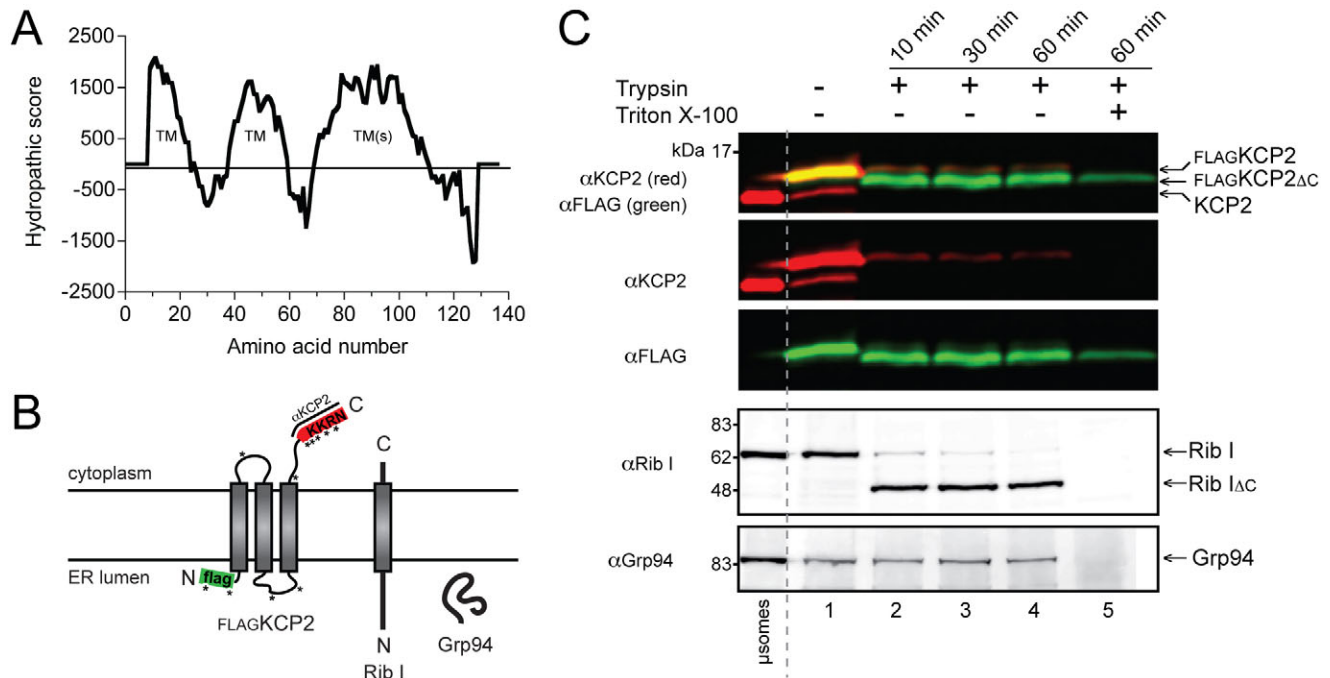 A
2500
1500
500
-500
-1500
-2500
Hydropathic score
TM
TM
TM(s)
0 20 40 60 80 100 120 140
Amino acid number
B
αKCP2
KKRN
C
*** * *
*
*
cytoplasm
ER lumen
N flag
* *
* *
FLAGKCP2
C
N
Rib I
Grp94
C
10 min 30 min 60 min 60 min
Trypsin - + + + +
Triton X-100 - - - - +
kDa 17
αKCP2 (red)
αFLAG (green)
FLAGKCP2
FLAGKCP2ΔC
KCP2
αKCP2
αFLAG
αRib I
83
62
48
Rib I
Rib IΔC
αGrp94
83
Grp94
μsomes 1 2 3 4 5